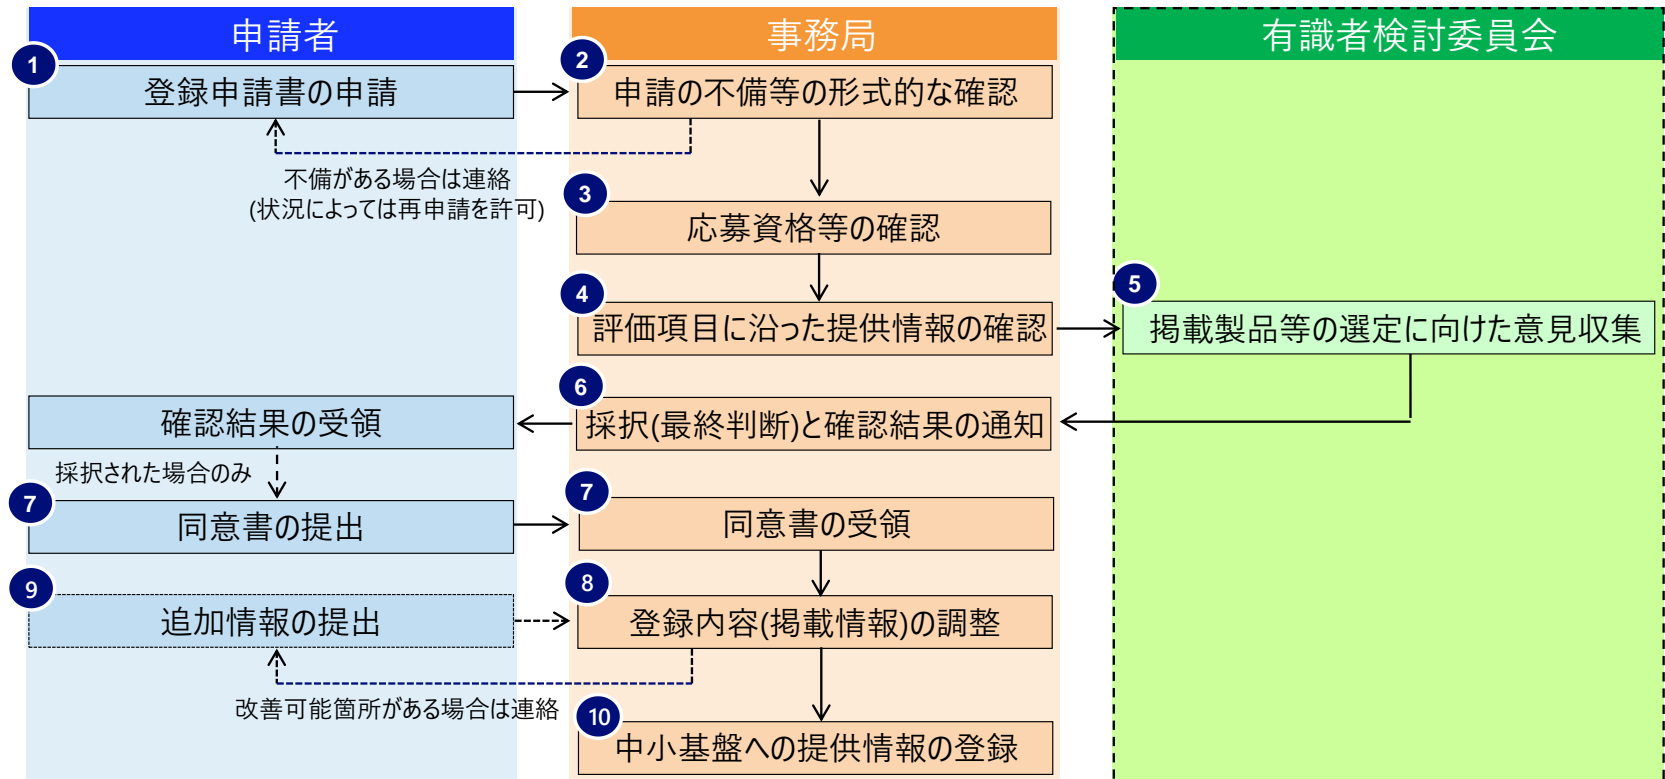 申請者
事務局
有識者検討委員会
1
登録申請書の申請
2
申請の不備等の形式的な確認
不備がある場合は連絡
(状況によっては再申請を許可)
3
応募資格等の確認
4
評価項目に沿った提供情報の確認
5
掲載製品等の選定に向けた意見収集
6
採択(最終判断)と確認結果の通知
確認結果の受領
採択された場合のみ
7
同意書の提出
7
同意書の受領
8
登録内容(掲載情報)の調整
9
追加情報の提出
改善可能箇所がある場合は連絡
10
中小基盤への提供情報の登録